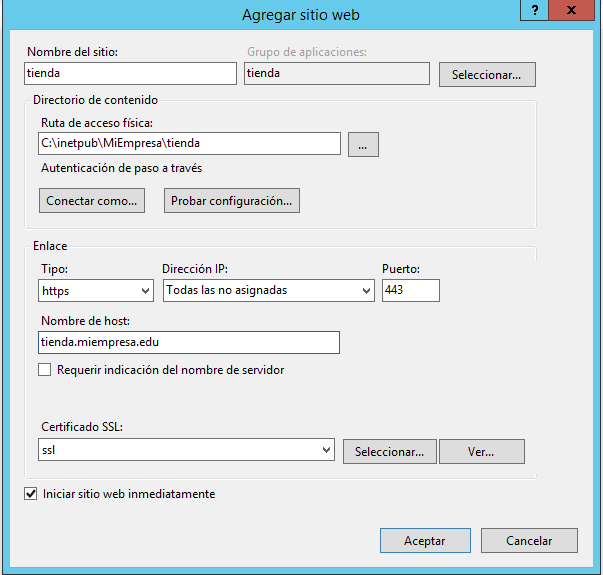 Agregar sitio web
?
x
Nombre del sitio:
Grupo de aplicaciones:
tienda
tienda
Seleccionar...
Directorio de contenido
Ruta de acceso física:
C:\inetpub\MiEmpresa\tienda
...
Autenticación de paso a través
Conectar como...
Probar configuración...
Enlace
Tipo:
Dirección IP:
Puerto:
https
Todas las no asignadas
443
Nombre de host:
tienda.miempresa.edu
Requerir indicación del nombre de servidor
Certificado SSL:
ssl
Seleccionar...
Ver...
Iniciar sitio web inmediatamente
Aceptar
Cancelar